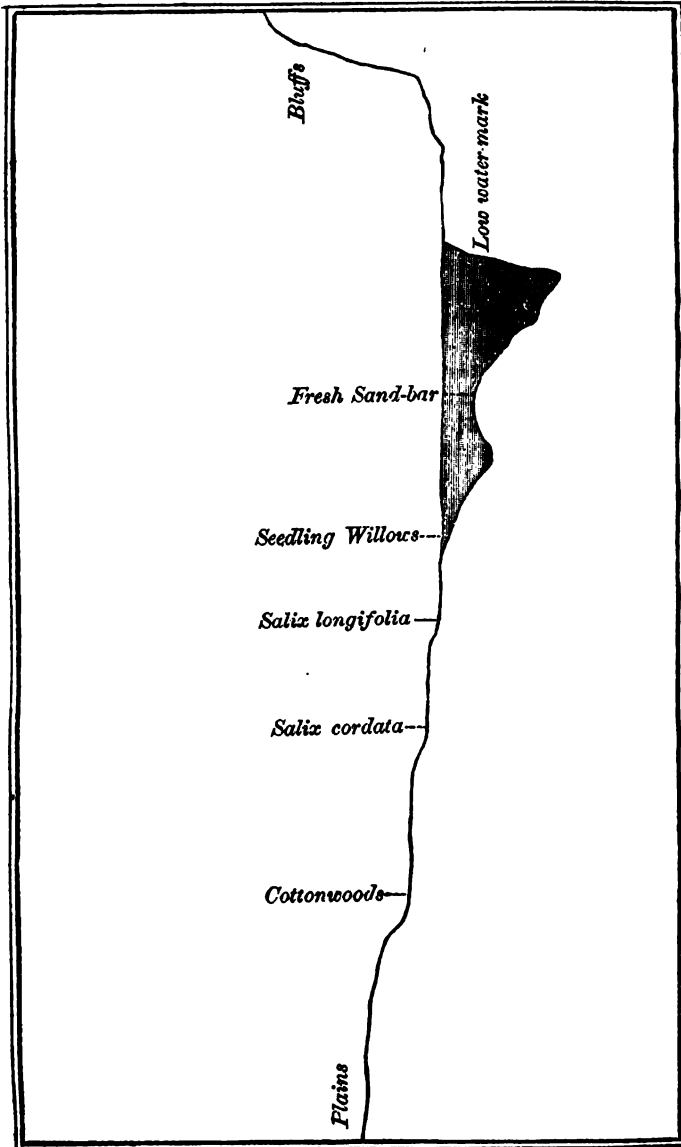 Bluffs
Low water-mark
Fresh Sand-bar
Seedling Willows
Salix longifolia
Salix cordata
Cottonwoods
Plains